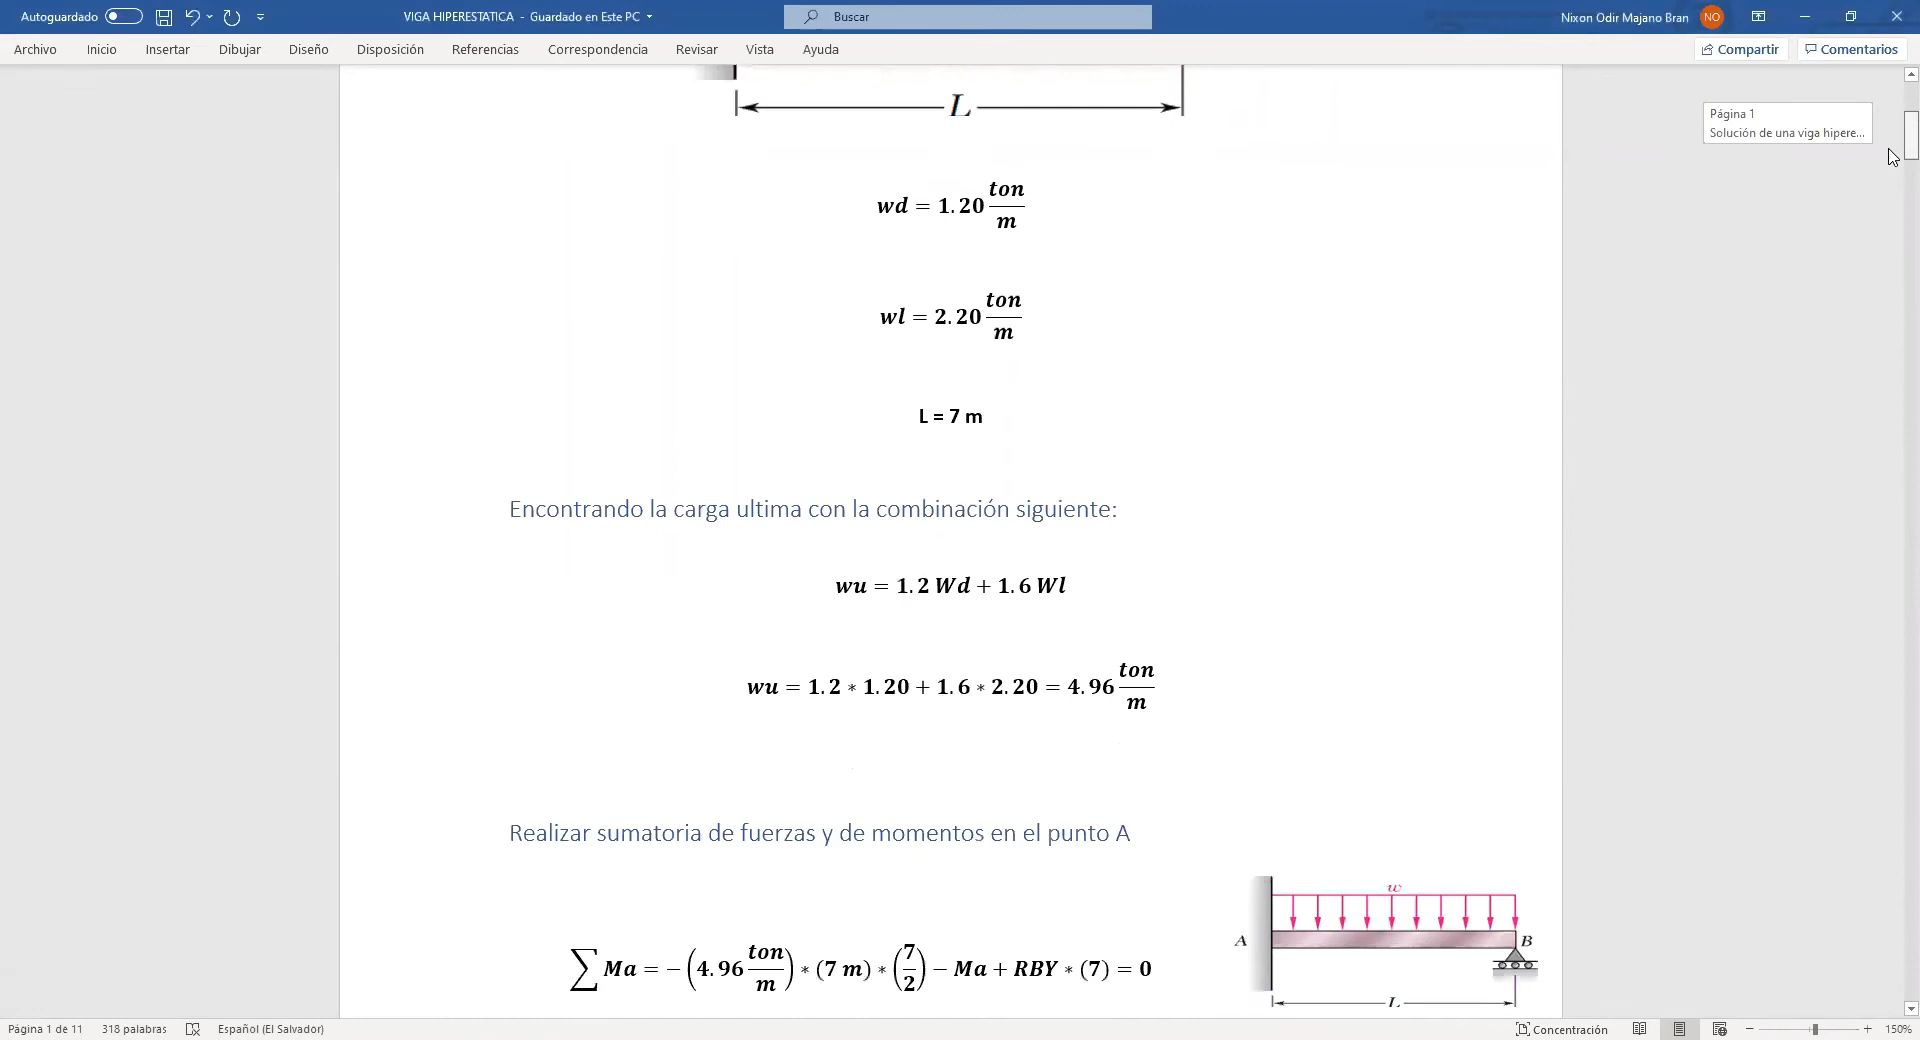 Autoguardado
VIGA HIPERESTATICA - Guardado en Este PC
Buscar
Nixon Odir Majano Bran
NO
Archivo Inicio Insertar Dibujar Diseño Disposición Referencias Correspondencia Revisar Vista Ayuda
Compartir Comentarios
L
Página 1
Solución de una viga hipere...
wd = 1.20 ton/m
wl = 2.20 ton/m
L = 7 m
Encontrando la carga ultima con la combinación siguiente:
wu = 1.2 Wd + 1.6 Wl
wu = 1.2 * 1.20 + 1.6 * 2.20 = 4.96 ton/m
Realizar sumatoria de fuerzas y de momentos en el punto A
w
A
B
L
∑ Ma = −(4.96 ton/m) * (7 m) * (7/2) − Ma + RBY * (7) = 0
Página 1 de 11 318 palabras Español (El Salvador)
Concentración
150%